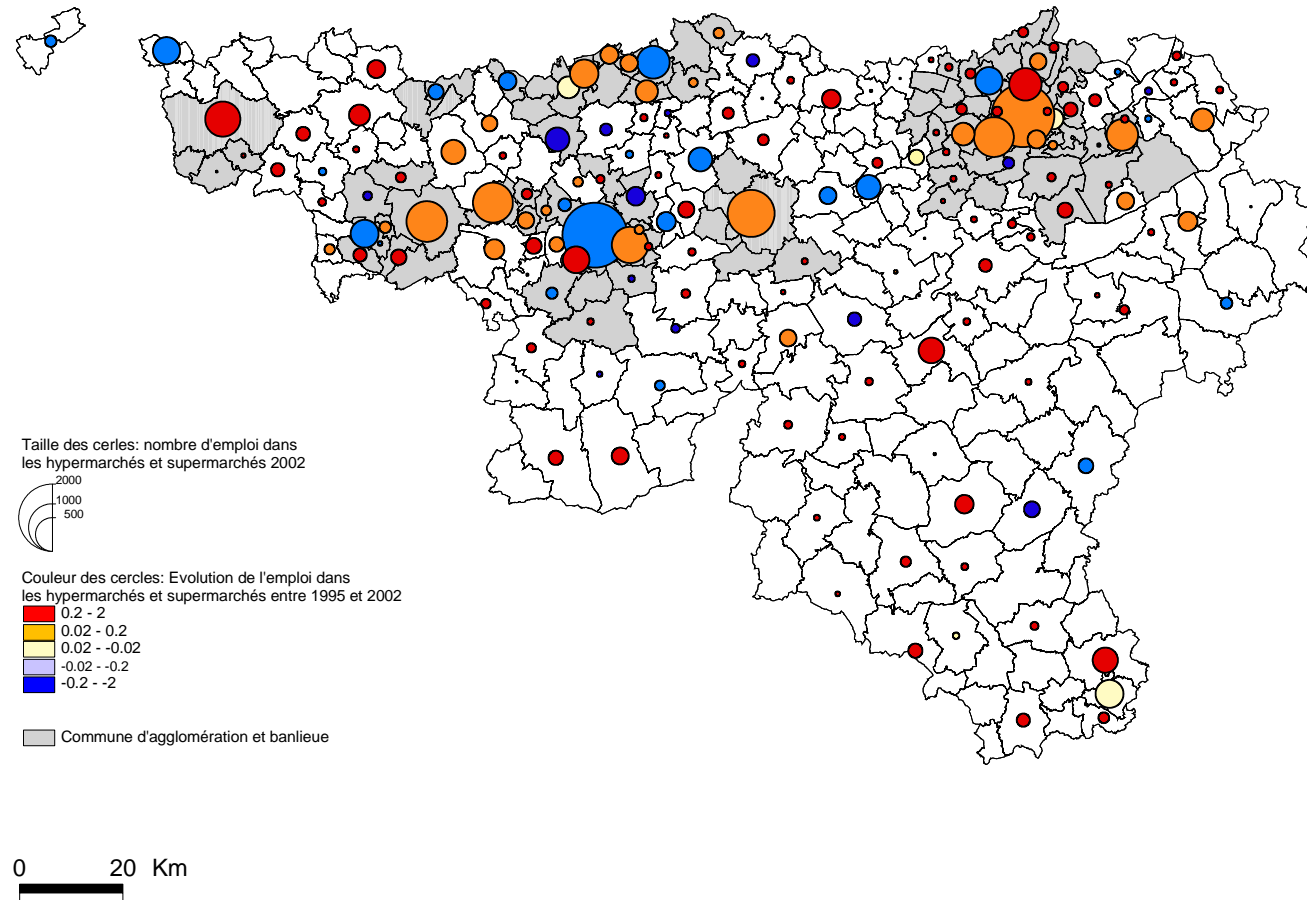 Taille des cerles: nombre d'emploi dans
les hypermarchés et supermarchés 2002
2000
1000
500
Couleur des cercles: Evolution de l'emploi dans
les hypermarchés et supermarchés entre 1995 et 2002
0.2 - 2
0.02 - 0.2
0.02 - -0.02
-0.02 - -0.2
-0.2 - -2
Commune d'agglomération et banlieue
0 20 Km